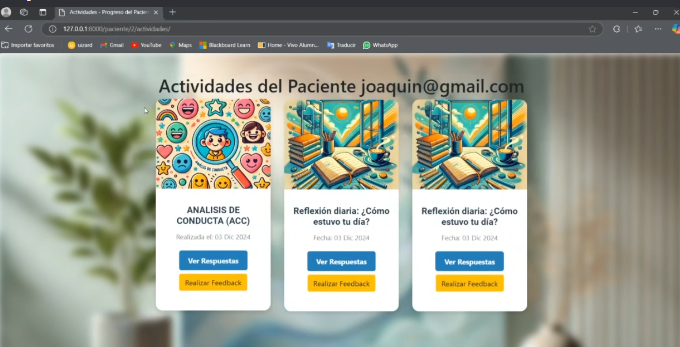 Actividades - Progreso del Pacien
127.0.0.1:8000/paciente/2/actividades/
Importar favoritos
uizard
Gmail
YouTube
Maps
Blackboard Learn
Home - Vivo Alumn...
Traducir
WhatsApp
Actividades del Paciente joaquin@gmail.com
ANALISIS DE
CONDUCTA (ACC)
Realizada el: 03 Dic 2024
Ver Respuestas
Realizar Feedback
Reflexión diaria: ¿Cómo
estuvo tu día?
Fecha: 03 Dic 2024
Ver Respuestas
Realizar Feedback
Reflexión diaria: ¿Cómo
estuvo tu día?
Fecha: 03 Dic 2024
Ver Respuestas
Realizar Feedback